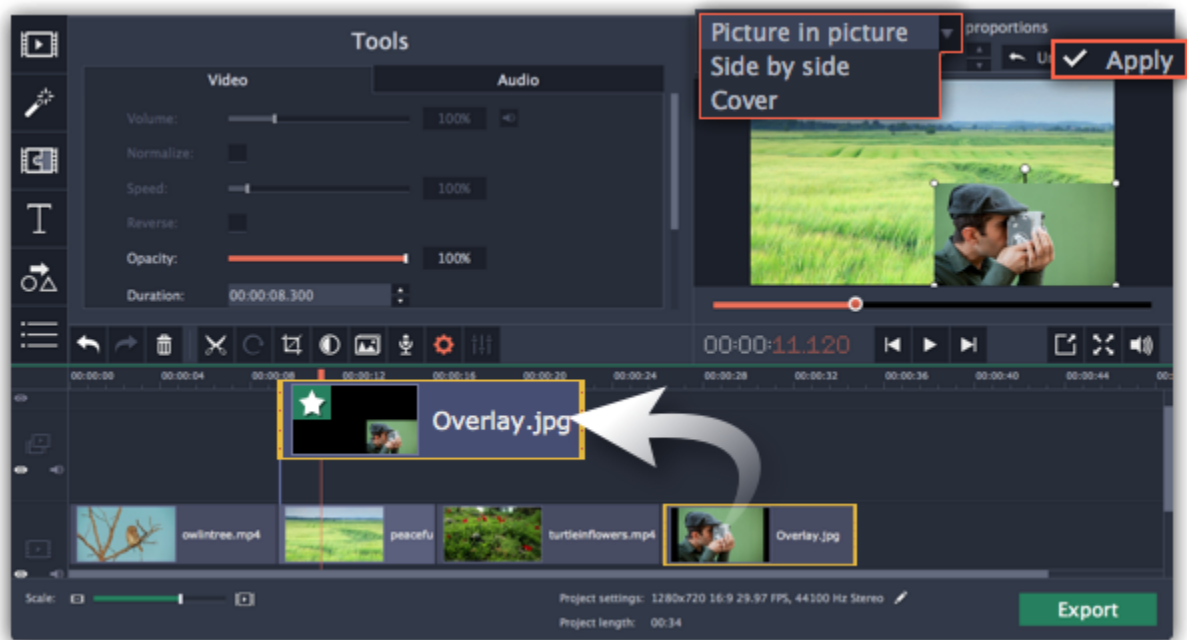 Tools
Video
Audio
Volume:
100%
Normalize:
Speed:
100%
Reverse:
Opacity:
100%
Duration:
00:00:08.300
Picture in picture
Side by side
Cover
proportions
Apply
00:00:11.120
00:00:00
00:00:04
00:00:08
00:00:12
00:00:16
00:00:20
00:00:24
00:00:28
00:00:32
00:00:36
00:00:40
00:00:44
Overlay.jpg
owlintree.mp4
peacefu
turtleinflowers.mp4
Overlay.jpg
Scale:
Project settings: 1280x720 16:9 29.97 FPS, 44100 Hz Stereo
Project length: 00:34
Export